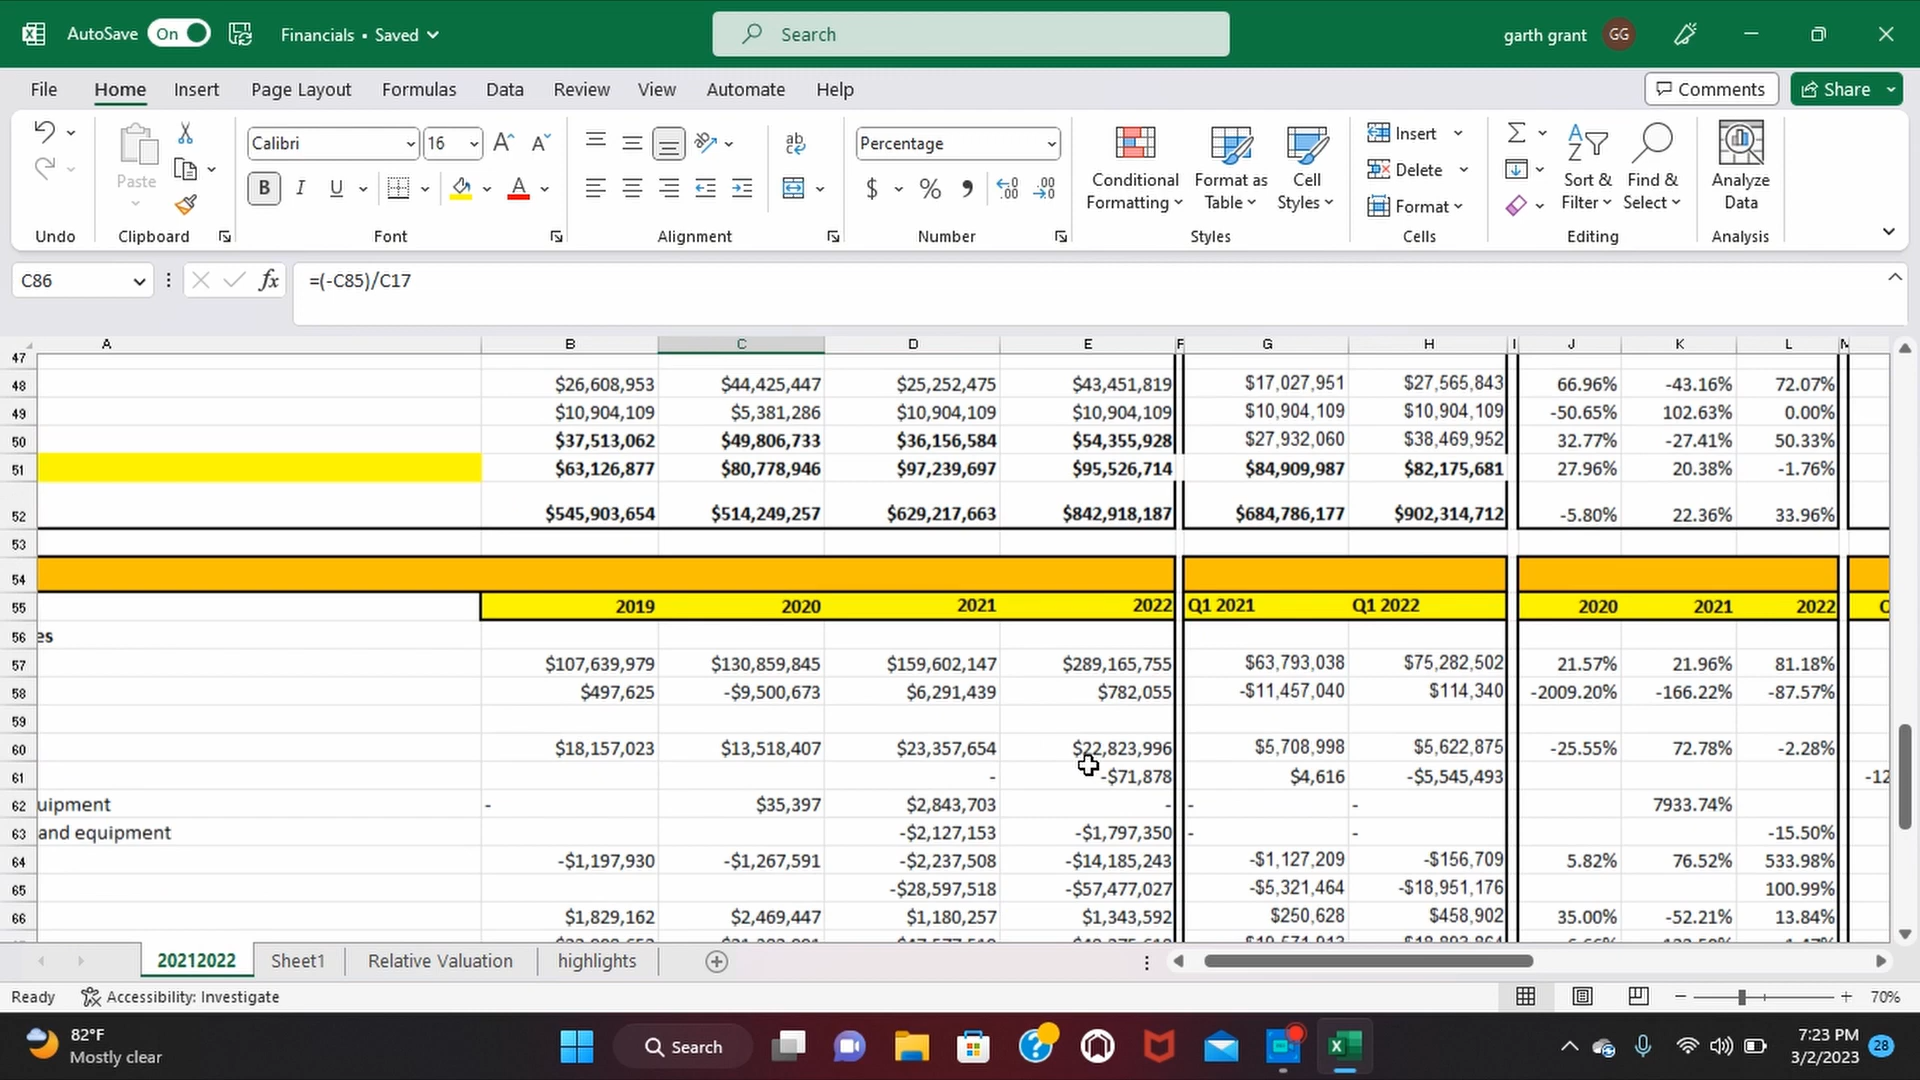 AutoSave On Financials • Saved Search garth grant GG
File Home Insert Page Layout Formulas Data Review View Automate Help Comments Share
Paste Calibri 16 Percentage Conditional Formatting Format as Table Cell Styles Insert Delete Format Sort & Filter Find & Select Analyze Data
B I U ab c $ % 9 .00
Undo Clipboard Font Alignment Number Styles Cells Editing Analysis
C86 fx =(-C85)/C17
A B C D E F G H I J K L M
47
48 $26,608,953 $44,425,447 $25,252,475 $43,451,819 $17,027,951 $27,565,843 66.96% -43.16% 72.07%
49 $10,904,109 $5,381,286 $10,904,109 $10,904,109 $10,904,109 $10,904,109 -50.65% 102.63% 0.00%
50 $37,513,062 $49,806,733 $36,156,584 $54,355,928 $27,932,060 $38,469,952 32.77% -27.41% 50.33%
51 $63,126,877 $80,778,946 $97,239,697 $95,526,714 $84,909,987 $82,175,681 27.96% 20.38% -1.76%
52 $545,903,654 $514,249,257 $629,217,663 $842,918,187 $684,786,177 $902,314,712 -5.80% 22.36% 33.96%
53
54
55 2019 2020 2021 2022 Q1 2021 Q1 2022 2020 2021 2022
56 es
57 $107,639,979 $130,859,845 $159,602,147 $289,165,755 $63,793,038 $75,282,502 21.57% 21.96% 81.18%
58 $497,625 -$9,500,673 $6,291,439 $782,055 -$11,457,040 $114,340 -2009.20% -166.22% -87.57%
59
60 $18,157,023 $13,518,407 $23,357,654 $22,823,996 $5,708,998 $5,622,875 -25.55% 72.78% -2.28%
61 - -$71,878 $4,616 -$5,545,493 -12
62 uipment - $35,397 $2,843,703 - - - 7933.74%
63 and equipment -$2,127,153 -$1,797,350 - - -15.50%
64 -$1,197,930 -$1,267,591 -$2,237,508 -$14,185,243 -$1,127,209 -$156,709 5.82% 76.52% 533.98%
65 -$28,597,518 -$57,477,027 -$5,321,464 -$18,951,176 100.99%
66 $1,829,162 $2,469,447 $1,180,257 $1,343,592 $250,628 $458,902 35.00% -52.21% 13.84%
20212022 Sheet1 Relative Valuation highlights
Ready Accessibility: Investigate 70%
82°F
Mostly clear
Search
7:23 PM
3/2/2023
28